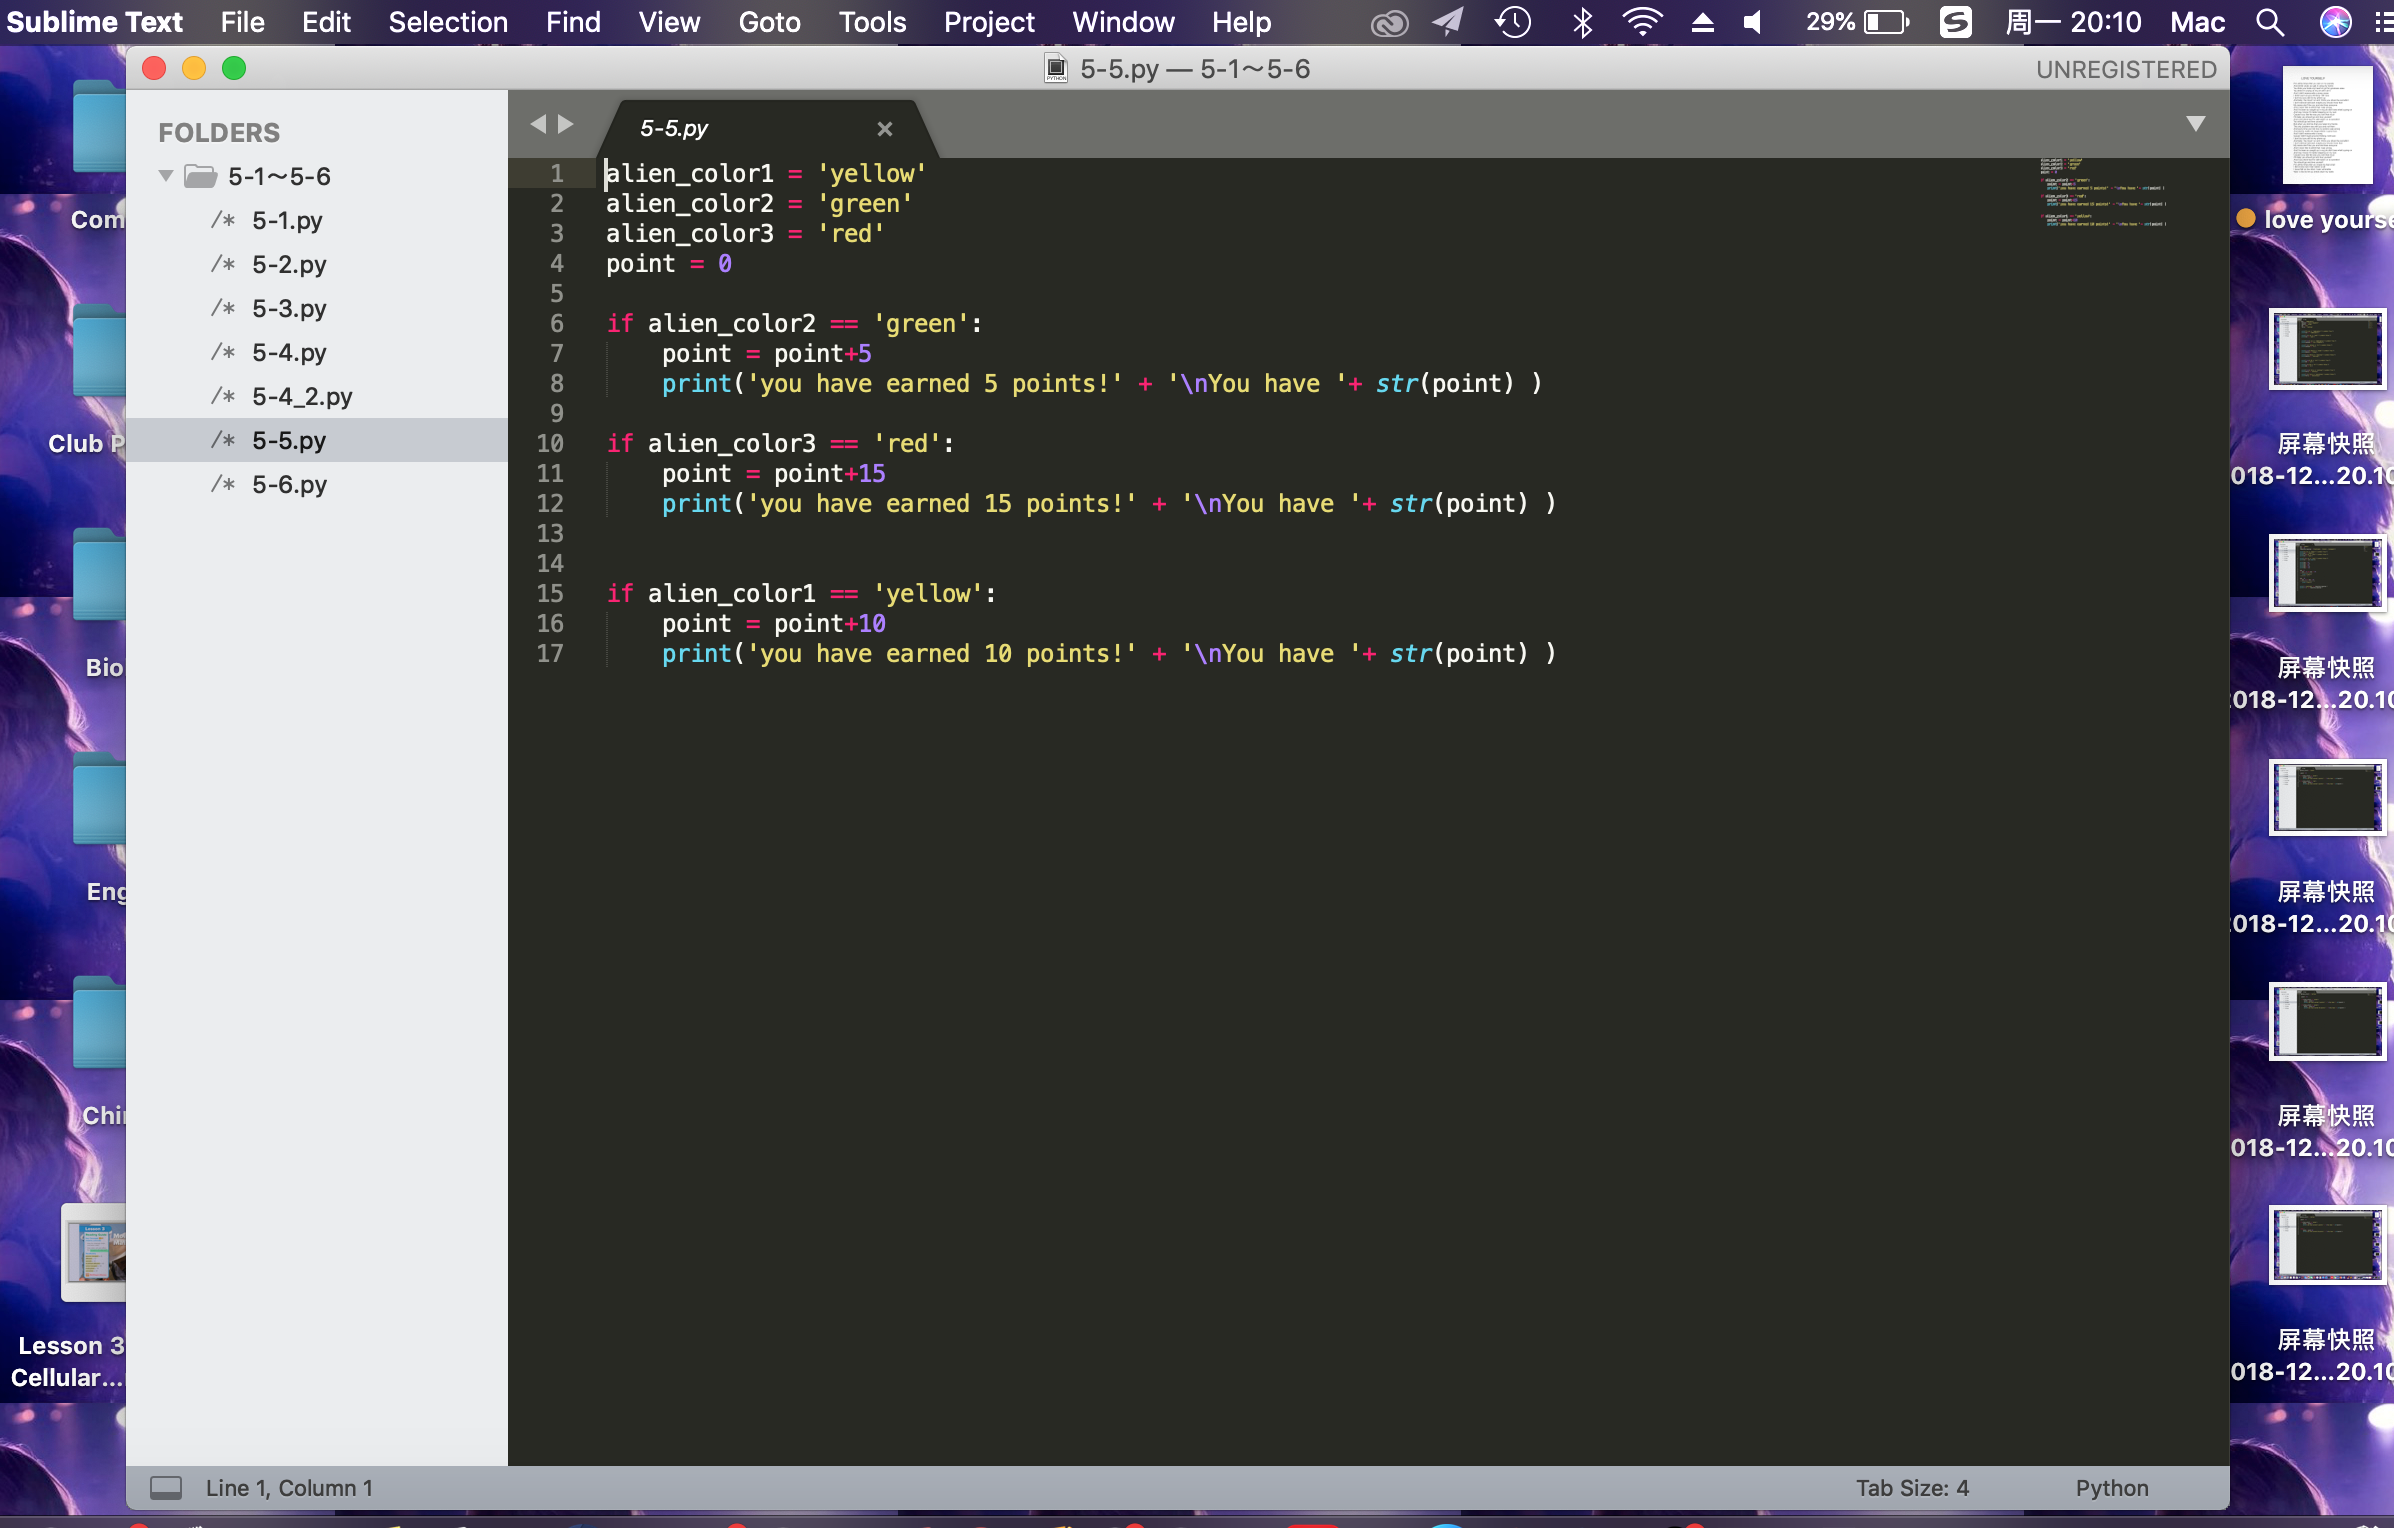 Sublime Text File Edit Selection Find View Goto Tools Project Window Help 29% 周一 20:10 Mac
5-5.py — 5-1～5-6 UNREGISTERED
FOLDERS
5-1～5-6
/* 5-1.py
/* 5-2.py
/* 5-3.py
/* 5-4.py
/* 5-4_2.py
/* 5-5.py
/* 5-6.py
5-5.py
1 alien_color1 = 'yellow'
2 alien_color2 = 'green'
3 alien_color3 = 'red'
4 point = 0
5
6 if alien_color2 == 'green':
7 point = point+5
8 print('you have earned 5 points!' + '\nYou have '+ str(point) )
9
10 if alien_color3 == 'red':
11 point = point+15
12 print('you have earned 15 points!' + '\nYou have '+ str(point) )
13
14
15 if alien_color1 == 'yellow':
16 point = point+10
17 print('you have earned 10 points!' + '\nYou have '+ str(point) )
Line 1, Column 1 Tab Size: 4 Python
Com
Club P
Bio
Eng
Chi
Lesson 3
Cellular...
love yourse
屏幕快照
018-12...20.10
屏幕快照
018-12...20.10
屏幕快照
018-12...20.10
屏幕快照
018-12...20.10
屏幕快照
018-12...20.10